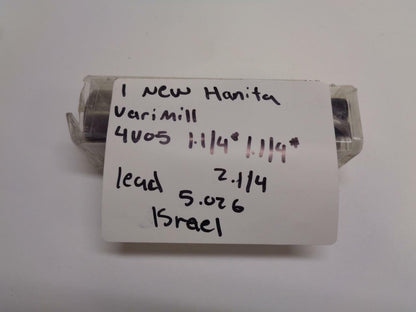 1 New Hanita
VariMill
4V05 1.1/4" 1.1/4"
lead 2.1/4
5.026
Israel